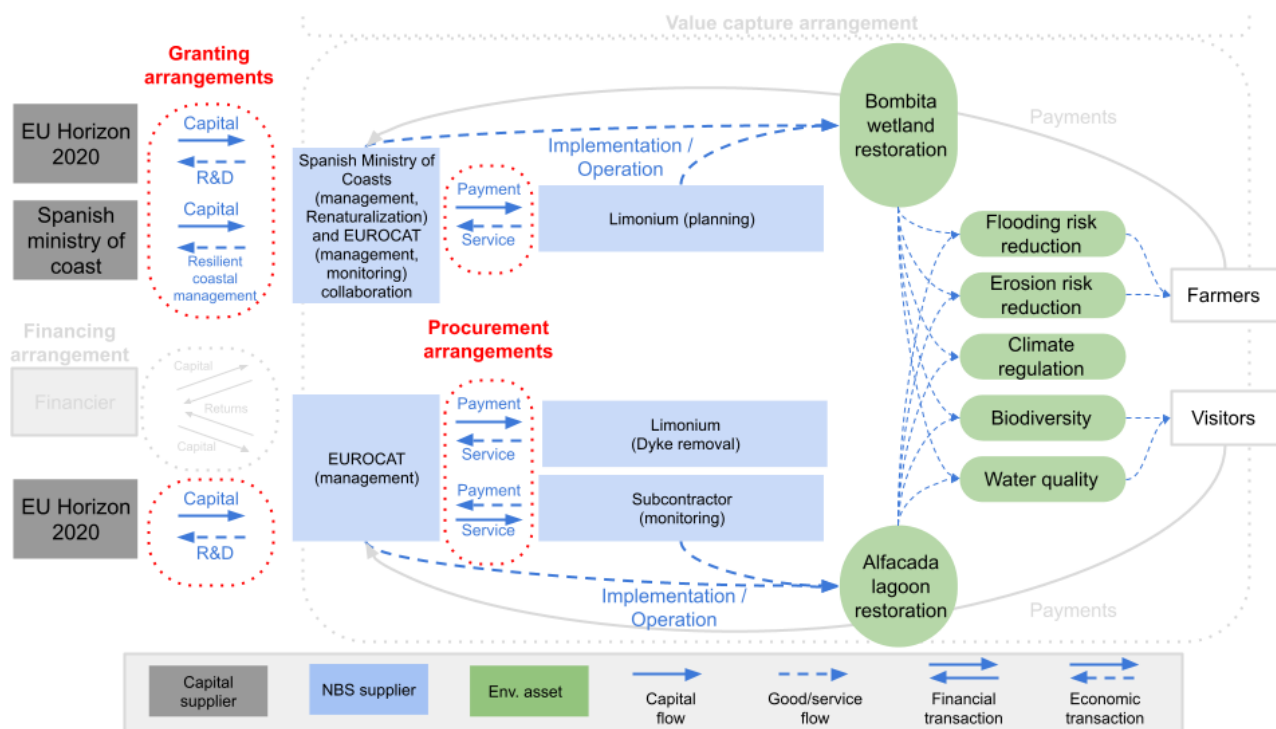 Value capture arrangement
Granting
arrangements
EU Horizon
2020
Capital
R&D
Spanish
ministry of
coast
Capital
Resilient
coastal
management
Spanish Ministry of
Coasts
(management,
Renaturalization)
and EUROCAT
(management,
monitoring)
collaboration
Payment
Service
Limonium (planning)
Implementation /
Operation
Bombita
wetland
restoration
Payments
Flooding risk
reduction
Erosion risk
reduction
Climate
regulation
Biodiversity
Water quality
Farmers
Visitors
Financing
arrangement
Financier
Capital
Returns
Capital
Procurement
arrangements
EUROCAT
(management)
Payment
Service
Limonium
(Dyke removal)
Payment
Service
Subcontractor
(monitoring)
EU Horizon
2020
Capital
R&D
Implementation /
Operation
Alfacada
lagoon
restoration
Payments
Capital
supplier
NBS supplier
Env. asset
Capital
flow
Good/service
flow
Financial
transaction
Economic
transaction